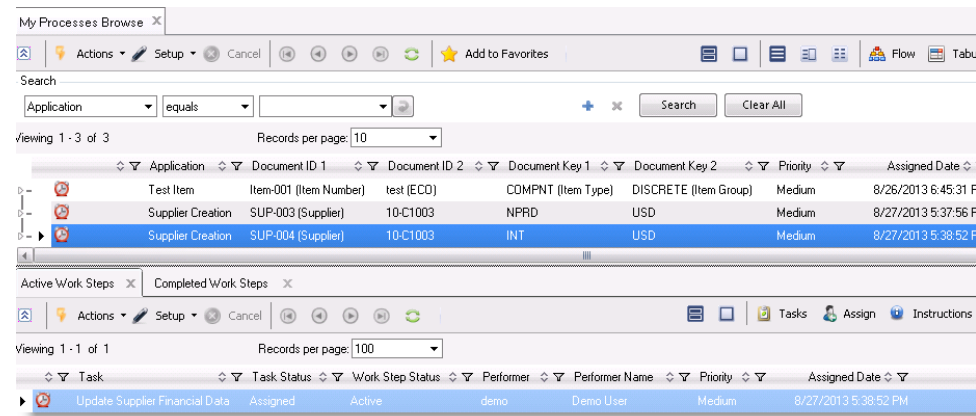 My Processes Browse
Actions Setup Cancel Add to Favorites Flow Tabu
Search
Application equals Search Clear All
Viewing 1 - 3 of 3 Records per page: 10
Application Document ID 1 Document ID 2 Document Key 1 Document Key 2 Priority Assigned Date
Test Item Item-001 (Item Number) test (ECO) COMPNT (Item Type) DISCRETE (Item Group) Medium 8/26/2013 6:45:31 P
Supplier Creation SUP-003 (Supplier) 10-C1003 NPRD USD Medium 8/27/2013 5:37:56 P
Supplier Creation SUP-004 (Supplier) 10-C1003 INT USD Medium 8/27/2013 5:38:52 P
Active Work Steps Completed Work Steps
Actions Setup Cancel Tasks Assign Instructions
Viewing 1 - 1 of 1 Records per page: 100
Task Task Status Work Step Status Performer Performer Name Priority Assigned Date
Update Supplier Financial Data Assigned Active demo Demo User Medium 8/27/2013 5:38:52 PM